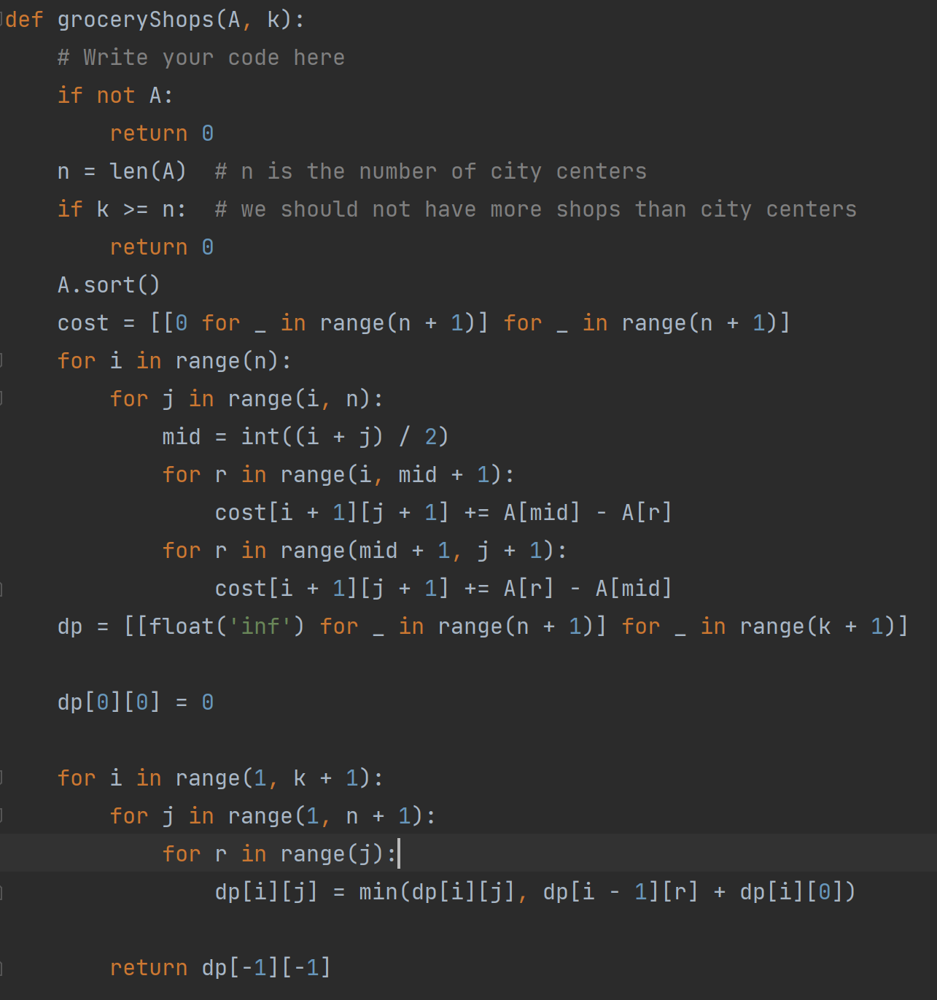 def groceryShops(A, k):
    # Write your code here
    if not A:
        return 0
    n = len(A)  # n is the number of city centers
    if k >= n:  # we should not have more shops than city centers
        return 0
    A.sort()
    cost = [[0 for _ in range(n + 1)] for _ in range(n + 1)]
    for i in range(n):
        for j in range(i, n):
            mid = int((i + j) / 2)
            for r in range(i, mid + 1):
                cost[i + 1][j + 1] += A[mid] - A[r]
            for r in range(mid + 1, j + 1):
                cost[i + 1][j + 1] += A[r] - A[mid]
    dp = [[float('inf') for _ in range(n + 1)] for _ in range(k + 1)]

    dp[0][0] = 0

    for i in range(1, k + 1):
        for j in range(1, n + 1):
            for r in range(j):
                dp[i][j] = min(dp[i][j], dp[i - 1][r] + dp[i][0])

        return dp[-1][-1]